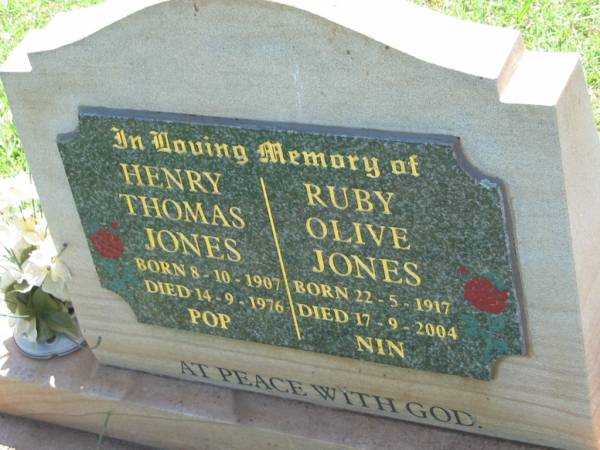 In Loving Memory of
HENRY
THOMAS
JONES
BORN 8-10-1907
DIED 14-9-1976
POP
RUBY
OLIVE
JONES
BORN 22-5-1917
DIED 17-9-2004
NIN
AT PEACE WITH GOD.